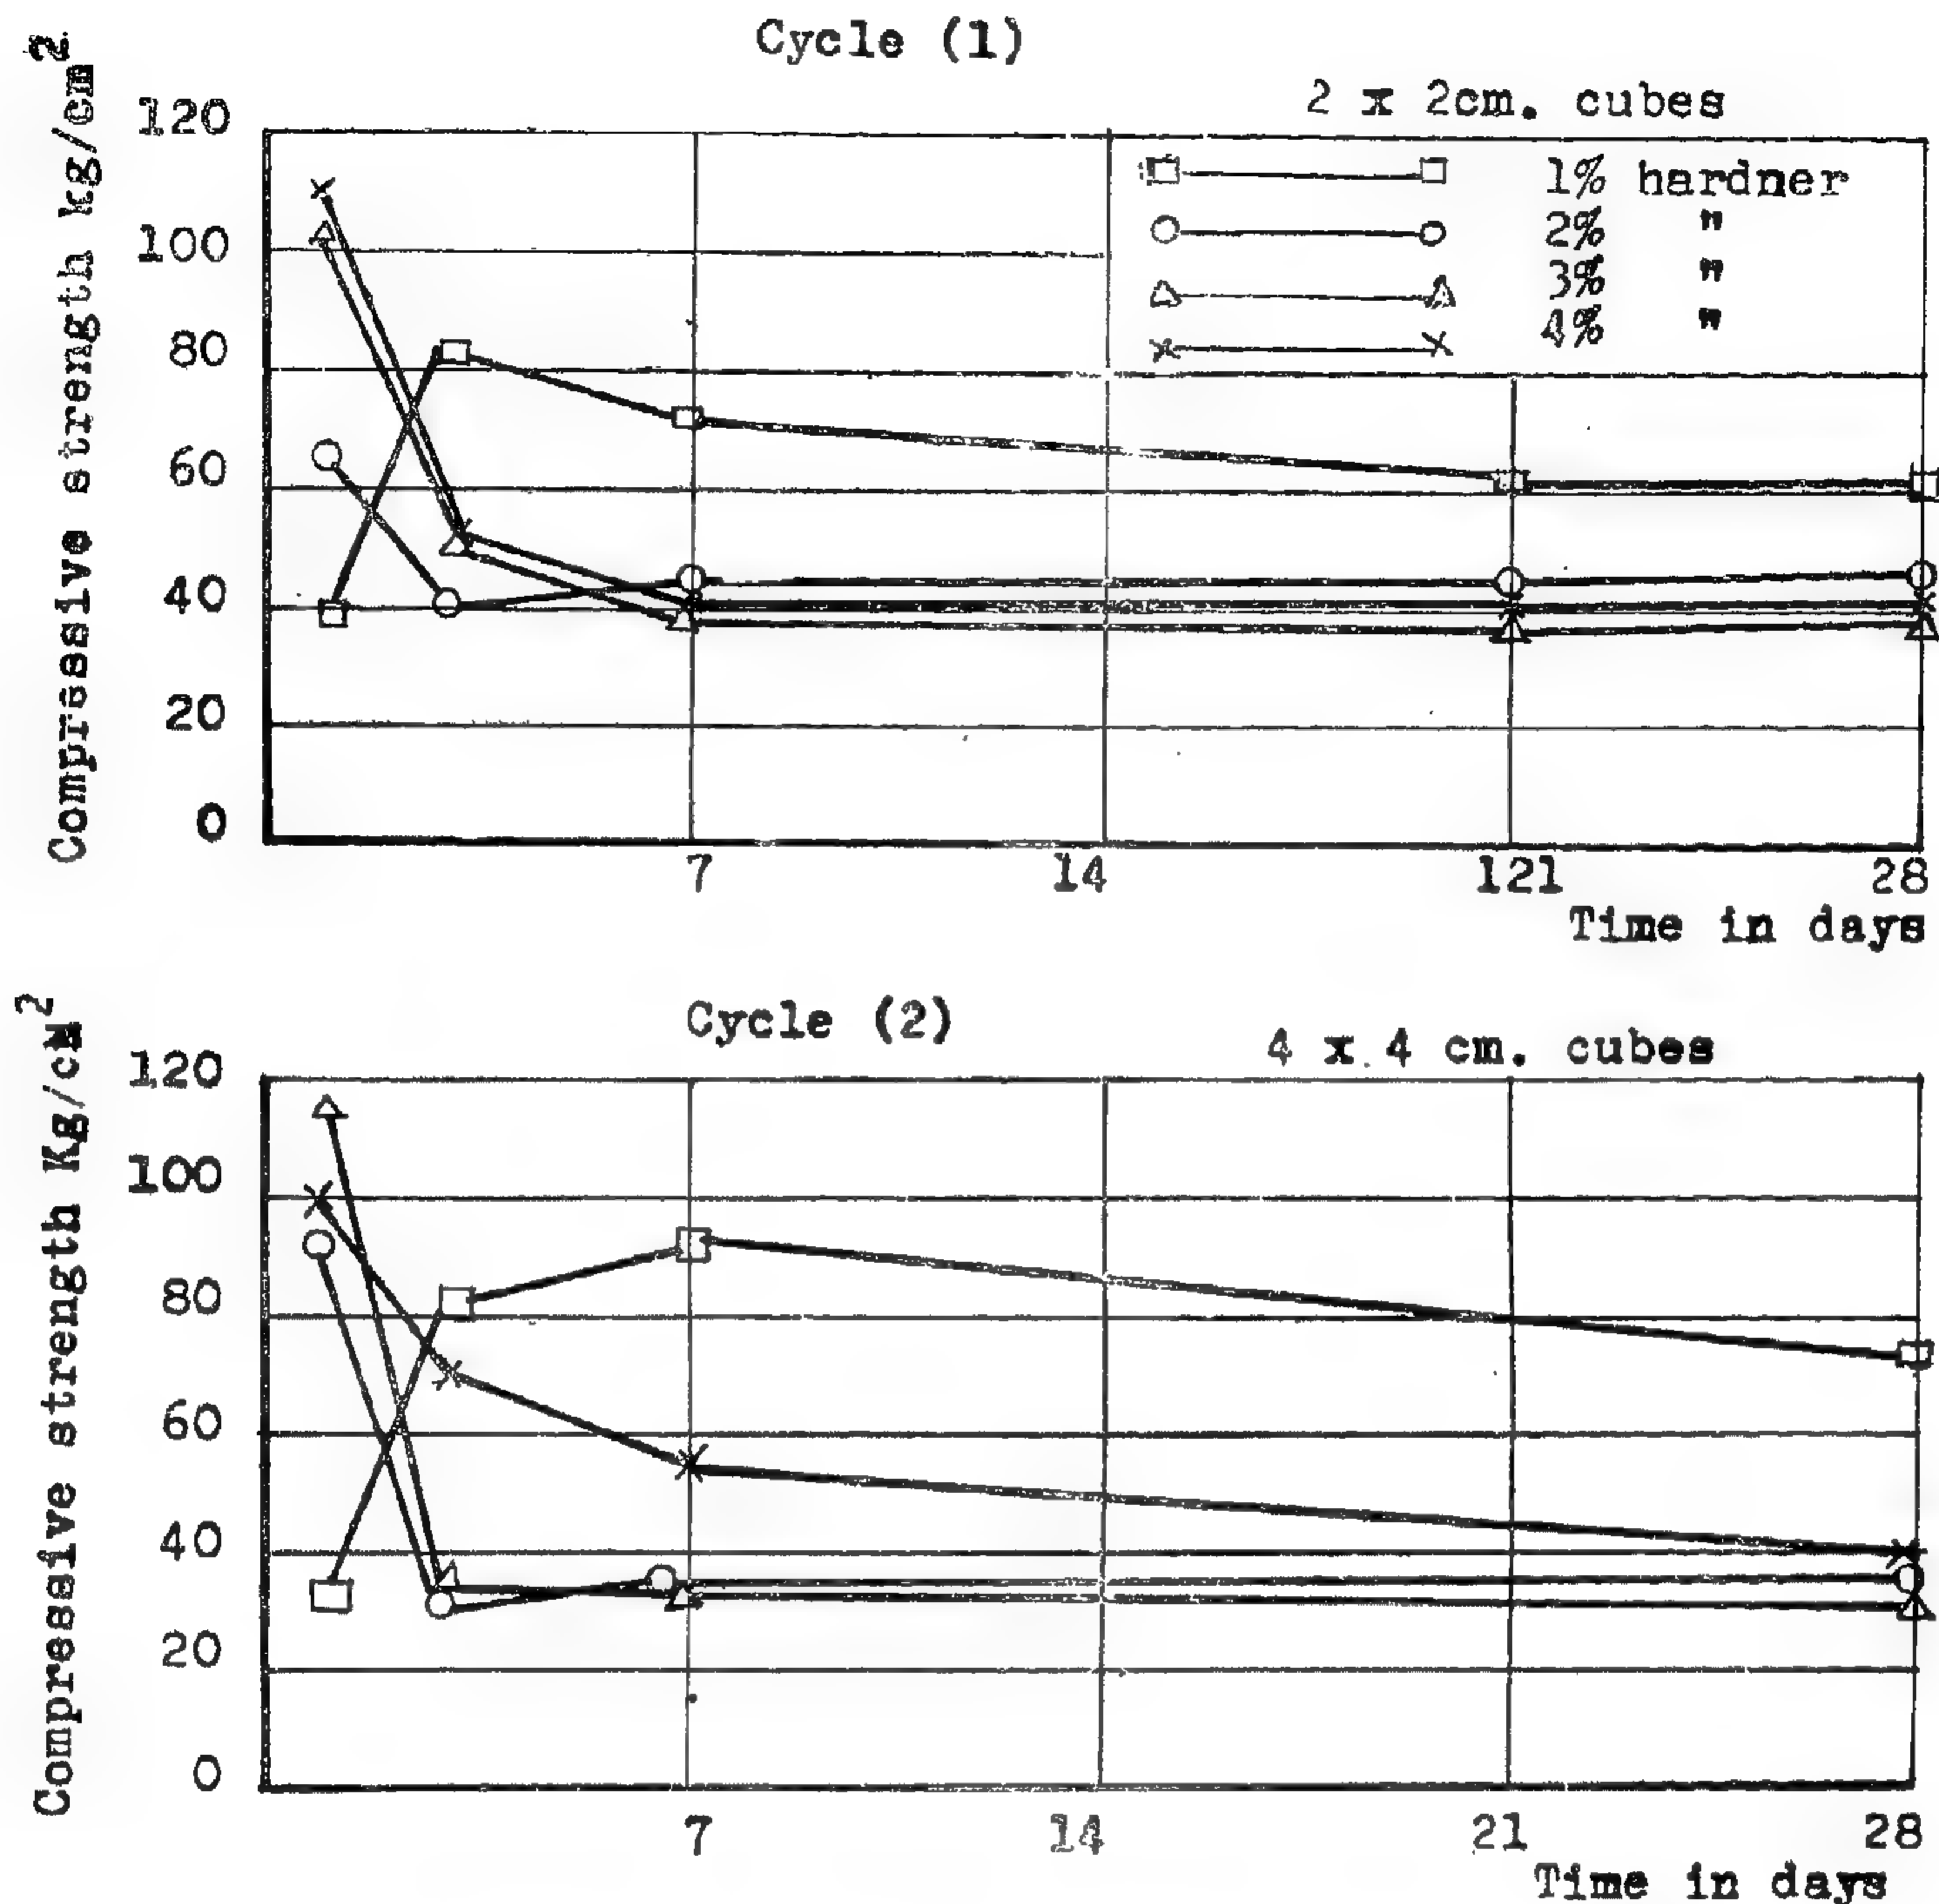 Cycle (1)
2 x 2cm. cubes
Compressive strength kg/cm²
120
100
80
60
40
20
0
1% hardner
2% "
3% "
4% "
7 14 121 28
Time in days
Cycle (2)
4 x 4 cm. cubes
Compressive strength Kg/cm²
120
100
80
60
40
20
0
7 14 21 28
Time in days